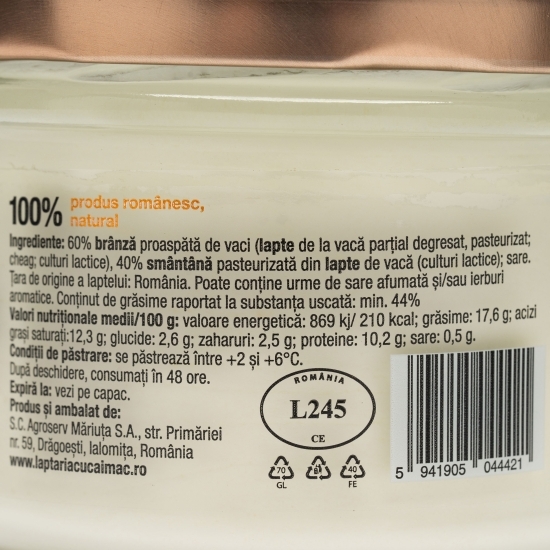 100% produs românesc,
natural
Ingrediente: 60% brânză proaspătă de vaci (lapte de la vacă parțial degresat, pasteurizat;
cheag; culturi lactice), 40% smântână pasteurizată din lapte de vacă (culturi lactice); sare.
Țara de origine a laptelui: România. Poate conține urme de sare afumată și/sau ierburi
aromatice. Conținut de grăsime raportat la substanța uscată: min. 44%
Valori nutriționale medii/100 g: valoare energetică: 869 kj/ 210 kcal; grăsime: 17,6 g; acizi
grași saturați:12,3 g; glucide: 2,6 g; zaharuri: 2,5 g; proteine: 10,2 g; sare: 0,5 g.
Condiții de păstrare: se păstrează între +2 și +6°C.
După deschidere, consumați în 48 ore.
Expiră la: vezi pe capac.
Produs și ambalat de:
S.C. Agroserv Măriuța S.A., str. Primăriei
nr. 59, Drăgoești, Ialomița, România
www.laptariacucaimac.ro
ROMÂNIA
L245
CE
70
GL
40
FE
5 941905 044421